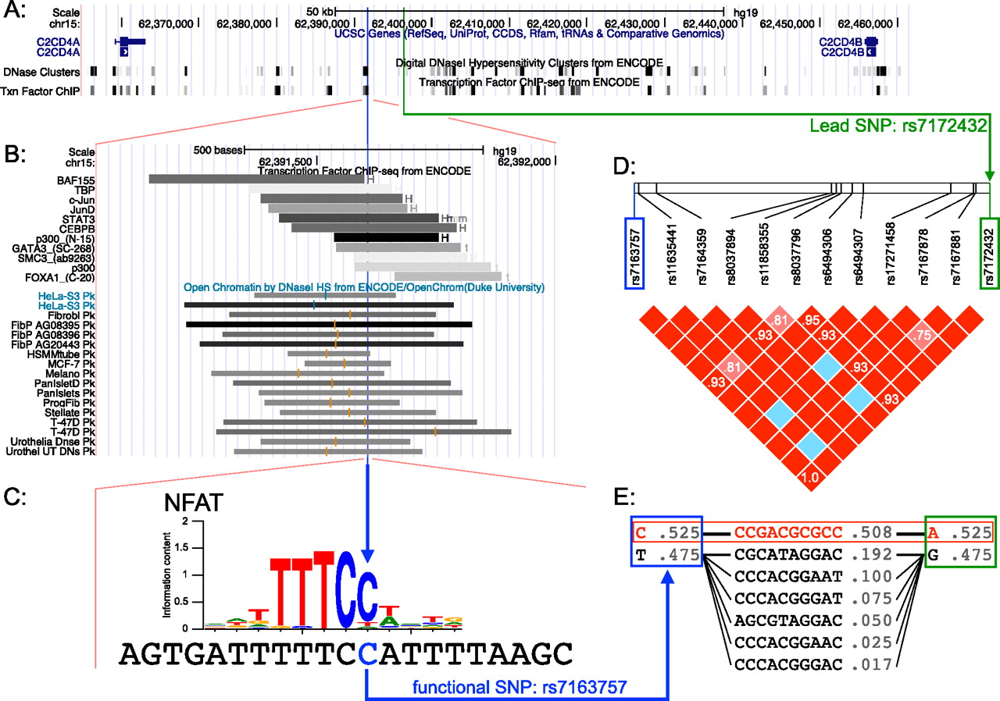 A:
Scale
chr15:
50 kb
hg19
62,370,000
62,380,000
62,390,000
62,400,000
62,410,000
62,420,000
62,430,000
62,440,000
62,450,000
62,460,000
UCSC Genes (RefSeq, UniProt, CCDS, Rfam, tRNAs & Comparative Genomics)
C2CD4A
C2CD4A
C2CD4B
C2CD4B
Digital DNaseI Hypersensitivity Clusters from ENCODE
DNase Clusters
Transcription Factor ChIP-seq from ENCODE
Txn Factor ChIP
Lead SNP: rs7172432
B:
Scale
chr15:
500 bases
hg19
62,391,500
62,392,000
Transcription Factor ChIP-seq from ENCODE
BAF155 H
TBP H
c-Jun H
JunD H
STAT3
CEBPB H
p300_(N-15) H
GATA3_(SC-268) t
SMC3_(ab9263)
p300 t
FOXA1_(C-20) t
Open Chromatin by DNaseI HS from ENCODE/OpenChrom(Duke University)
HeLa-S3 Pk
HeLa-S3 Pk
Fibrobl Pk
FibP AG08395 Pk
FibP AG08396 Pk
FibP AG20443 Pk
HSMMtube Pk
MCF-7 Pk
Melano Pk
PanIsletD Pk
PanIslets Pk
ProgFib Pk
Stellate Pk
T-47D Pk
T-47D Pk
Urothelia Dnse Pk
Urothel UT DNs Pk
C:
NFAT
Information content
2
1.5
1
0.5
0
TTTCC
AGTGATTTTTCCATTTTAAGC
functional SNP: rs7163757
D:
rs7163757
rs11635441
rs7164359
rs8037894
rs11858355
rs8037796
rs6494306
rs6494307
rs17271458
rs7167878
rs7167881
rs7172432
.81 .95
.93 .93 .75
.81 .93
.93 .93
1.0
E:
C .525 CCGACGCGCC .508 A .525
T .475 CGCATAGGAC .192 G .475
CCCACGGAAT .100
CCCACGGGAT .075
AGCGTAGGAC .050
CCCACGGAAC .025
CCCACGGGAC .017